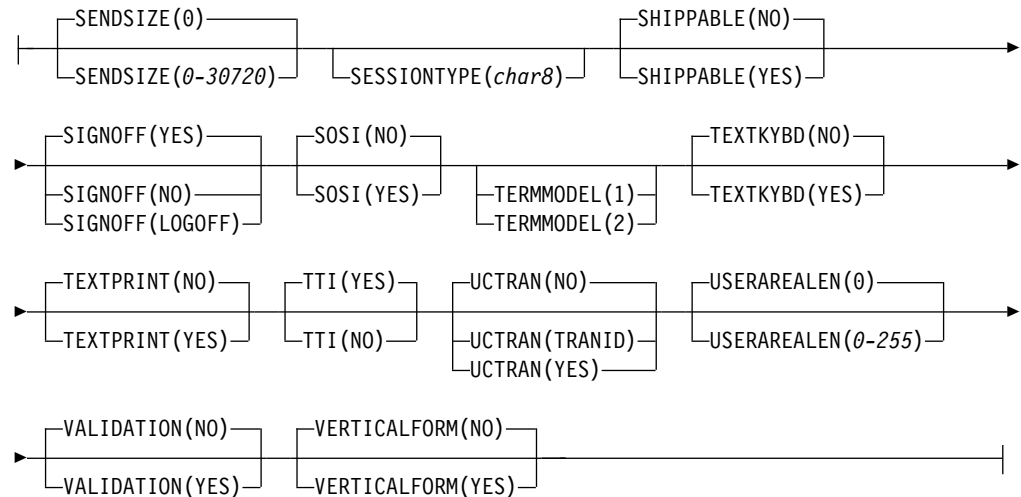 SENDSIZE(0) SHIPPABLE(NO)
SENDSIZE(0-30720) SESSIONTYPE(char8) SHIPPABLE(YES)
SIGNOFF(YES) SOSI(NO) TEXTKYBD(NO)
SIGNOFF(NO) SOSI(YES) TERMMODEL(1) TEXTKYBD(YES)
SIGNOFF(LOGOFF) TERMMODEL(2)
TEXTPRINT(NO) TTI(YES) UCTRAN(NO) USERAREALEN(0)
TEXTPRINT(YES) TTI(NO) UCTRAN(TRANID) USERAREALEN(0-255)
UCTRAN(YES)
VALIDATION(NO) VERTICALFORM(NO)
VALIDATION(YES) VERTICALFORM(YES)